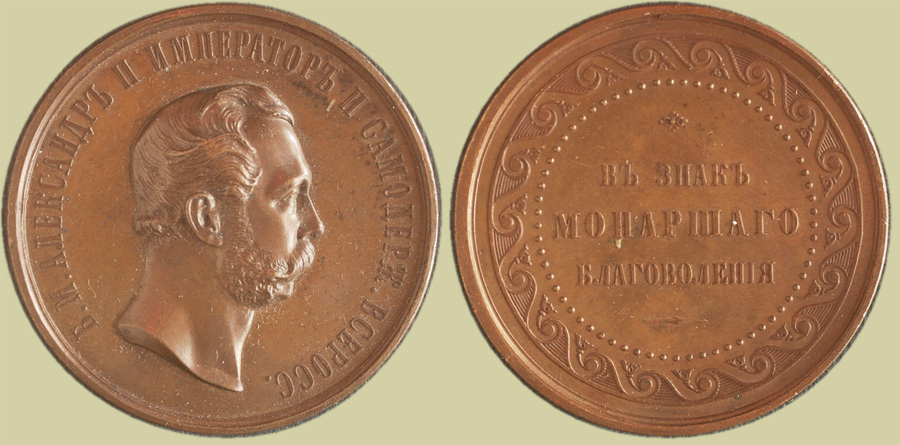 Б. М. АЛЕКСАНДРЪ II ИМПЕРАТОРЪ И САМОДЕРЖ. ВСЕРОСС.
ВЪ ЗНАКЪ
МОНАРШАГО
БЛАГОВОЛЕНІЯ